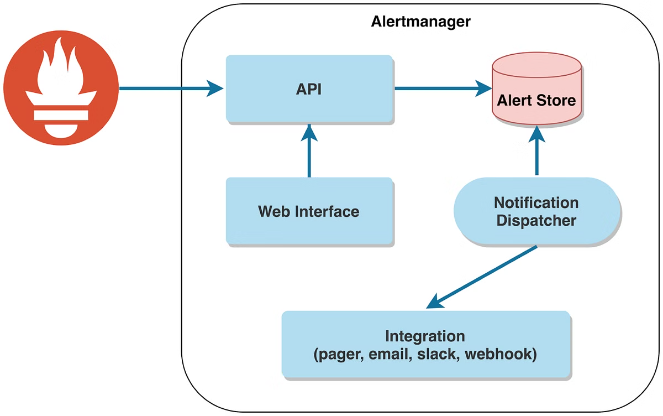 Alertmanager
API
Alert Store
Web Interface
Notification
Dispatcher
Integration
(pager, email, slack, webhook)